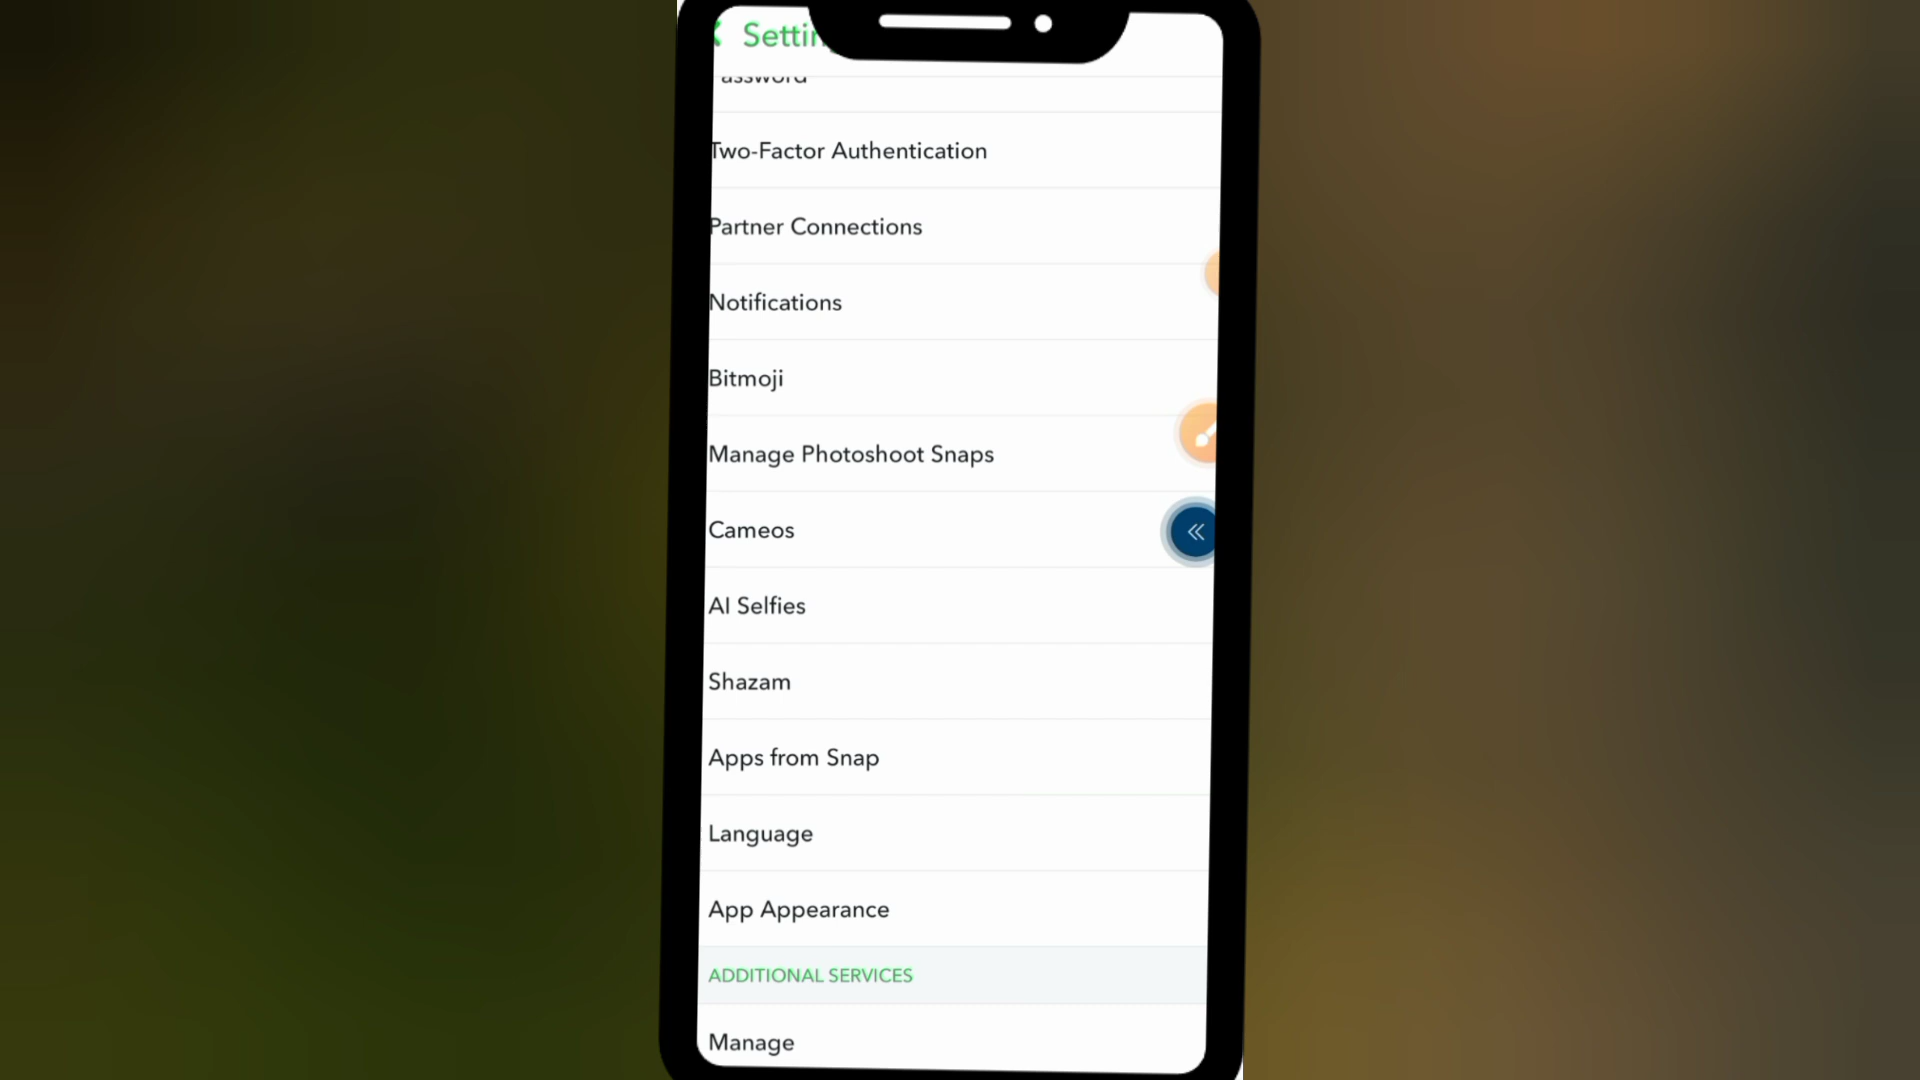 Two-Factor Authentication
Partner Connections
Notifications
Bitmoji
Manage Photoshoot Snaps
Cameos
AI Selfies
Shazam
Apps from Snap
Language
App Appearance
ADDITIONAL SERVICES
Manage